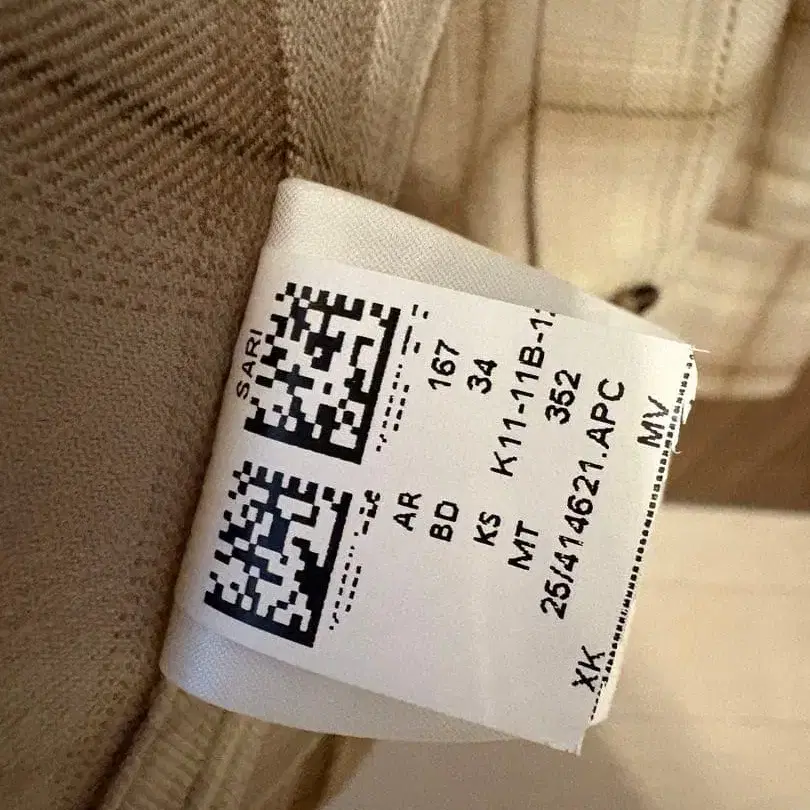 SARI
AR 167
BD 34
KS K11-11B-1
MT 352
25/414621.APC
XK MV